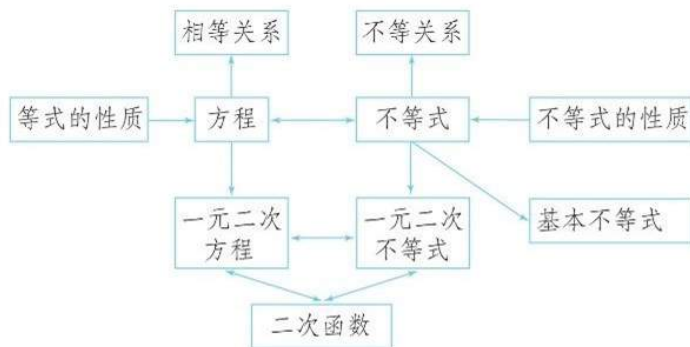 相等关系
不等关系
等式的性质
方程
不等式
不等式的性质
一元二次
方程
一元二次
不等式
基本不等式
二次函数